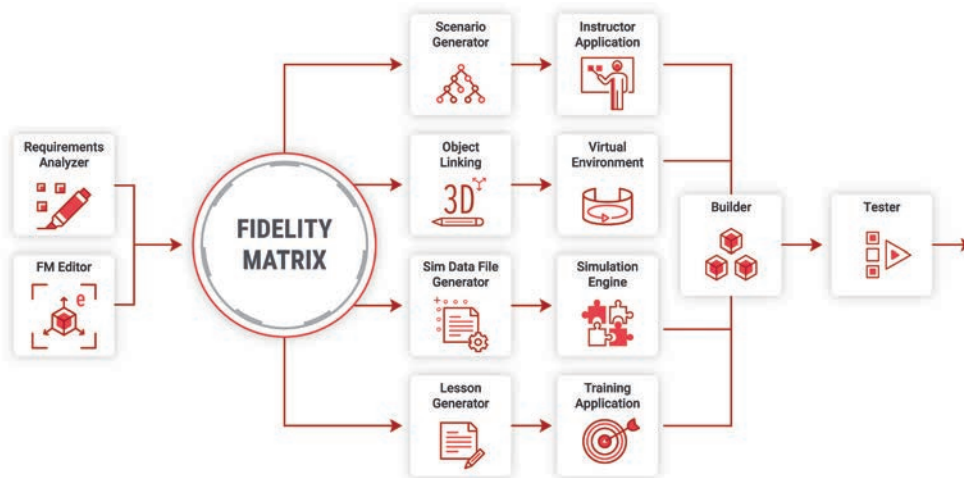 Requirements
Analyzer
FM Editor
e
FIDELITY
MATRIX
Scenario
Generator
Instructor
Application
Object
Linking
3D
Virtual
Environment
Sim Data File
Generator
Simulation
Engine
Lesson
Generator
Training
Application
Builder
Tester